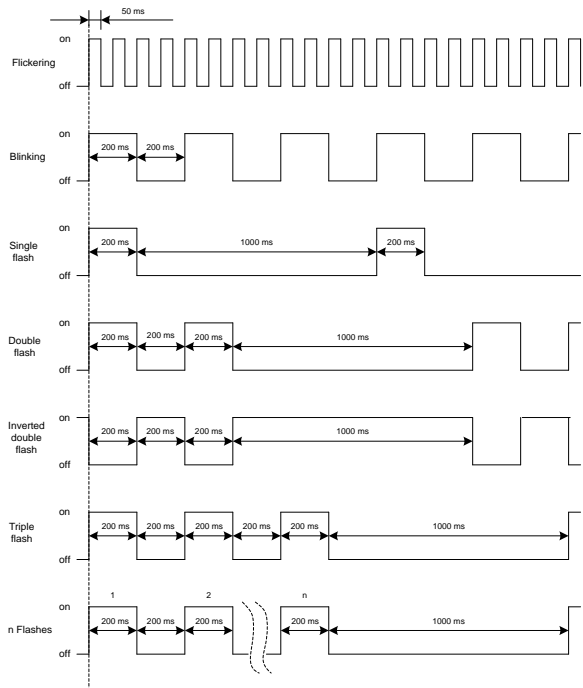 50 ms
on
Flickering
off
on
Blinking
200 ms 200 ms
off
on
Single
flash
200 ms 1000 ms 200 ms
off
on
Double
flash
200 ms 200 ms 200 ms 1000 ms
off
on
Inverted
double
flash
200 ms 200 ms 200 ms 1000 ms
off
on
Triple
flash
200 ms 200 ms 200 ms 200 ms 200 ms 1000 ms
off
1 2 n
on
n Flashes
200 ms 200 ms 200 ms 200 ms 1000 ms
off